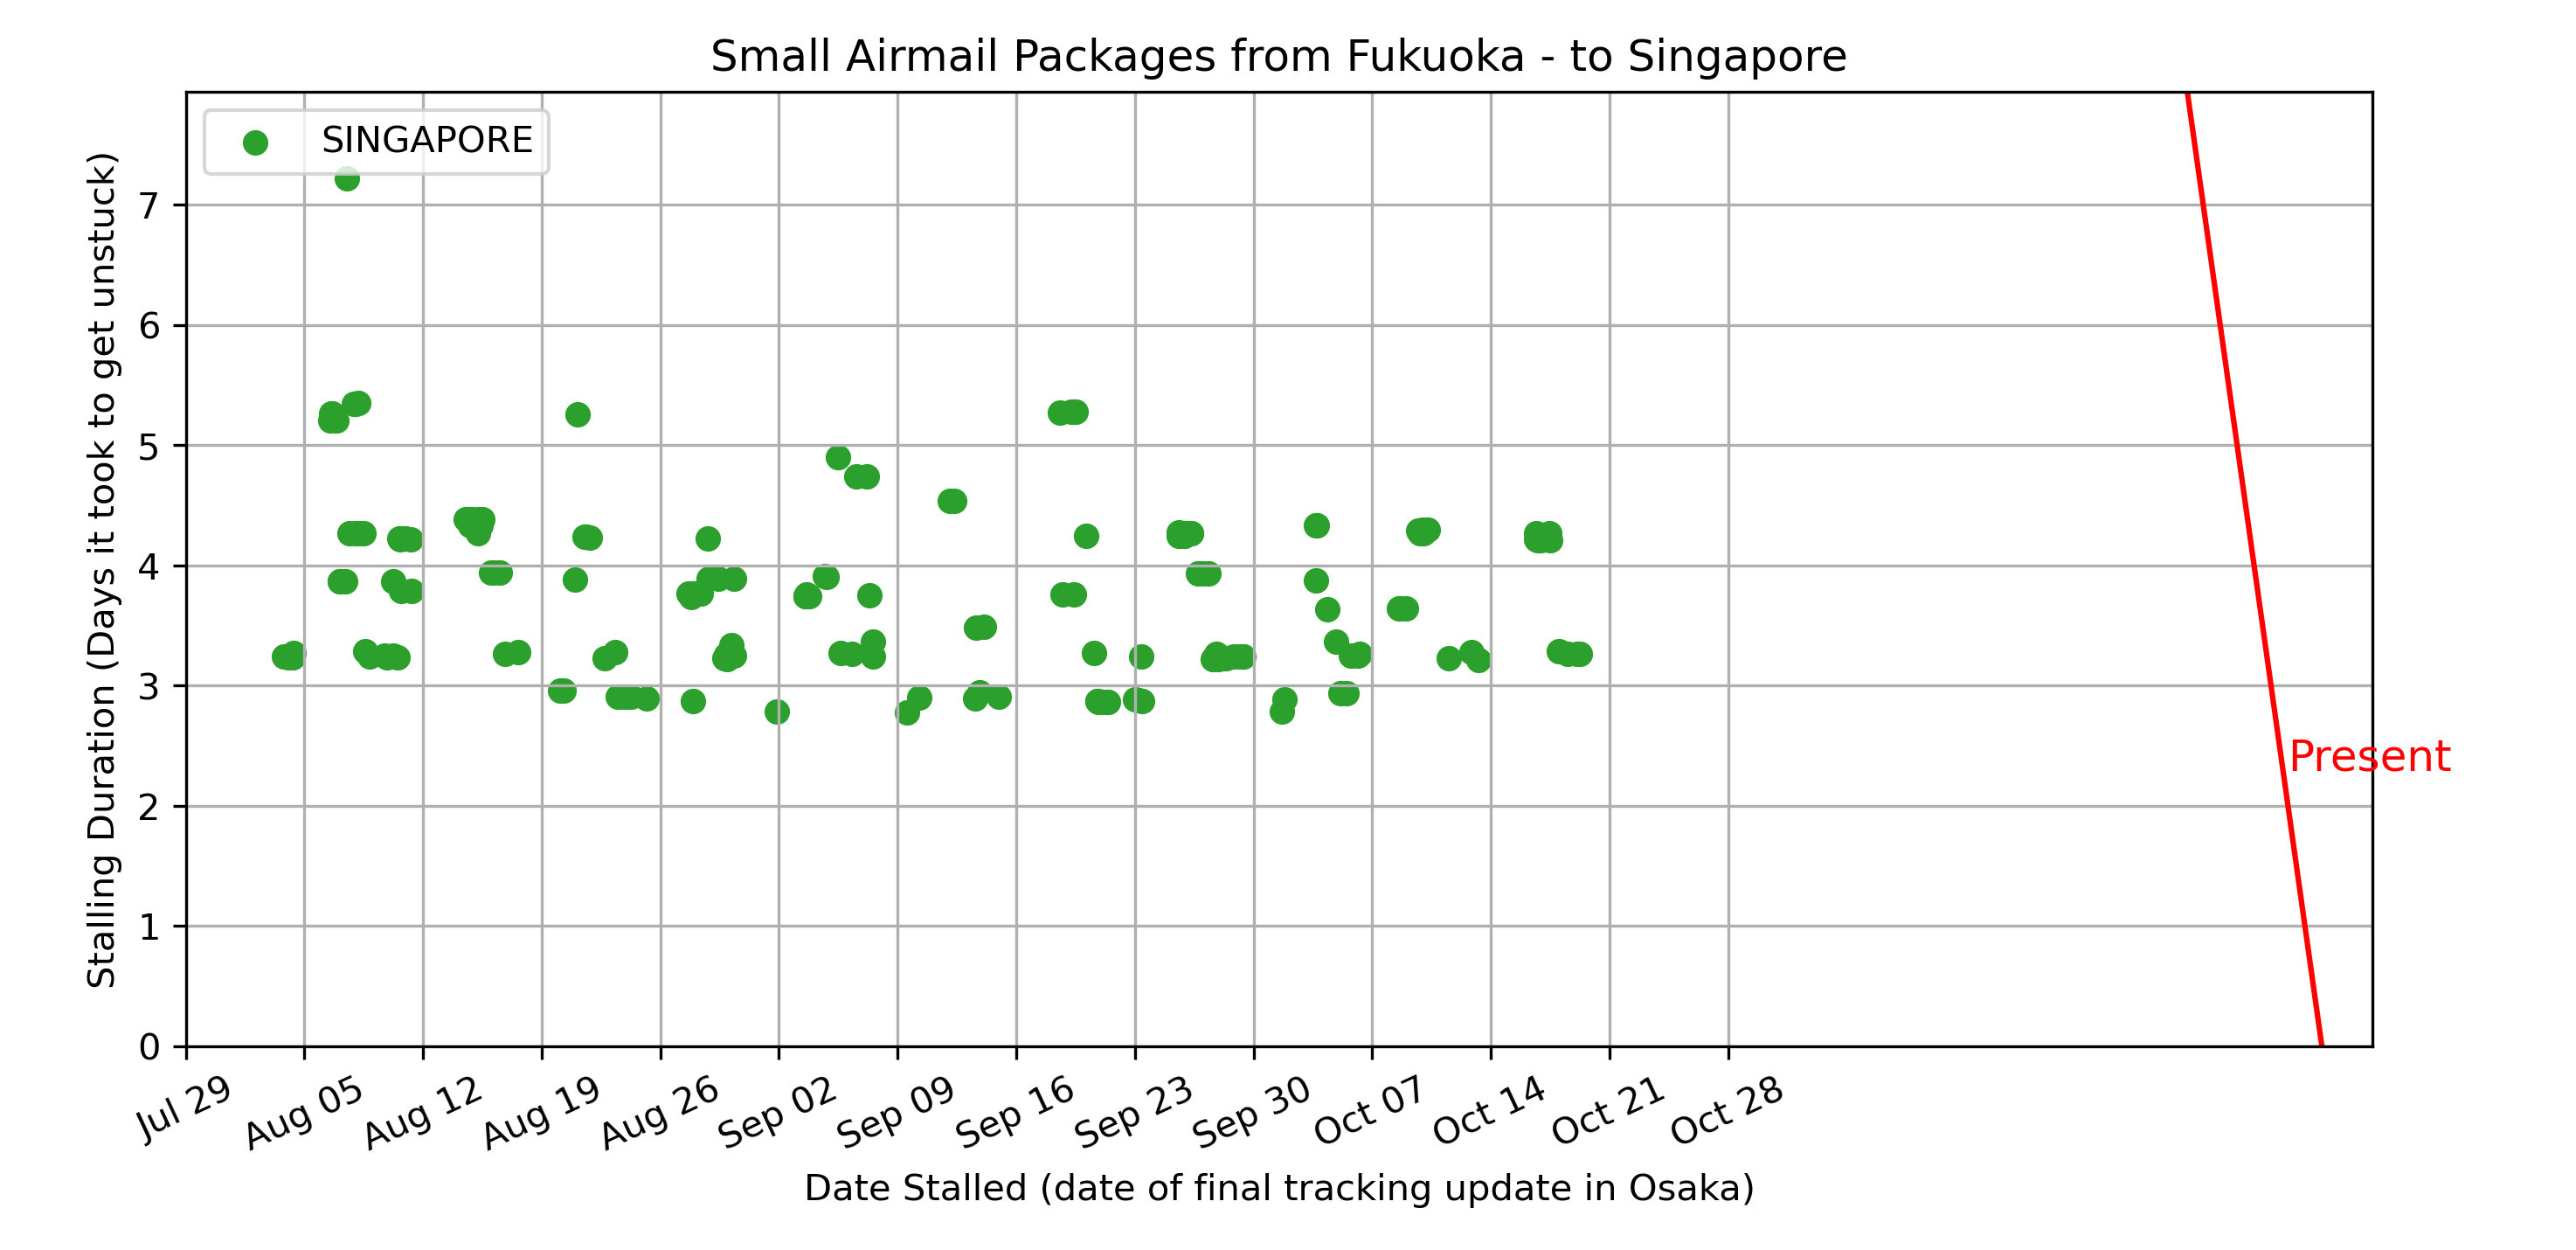 Small Airmail Packages from Fukuoka - to Singapore
SINGAPORE
Stalling Duration (Days it took to get unstuck)
7
6
5
4
3
2
1
0
Present
Jul 29
Aug 05
Aug 12
Aug 19
Aug 26
Sep 02
Sep 09
Sep 16
Sep 23
Sep 30
Oct 07
Oct 14
Oct 21
Oct 28
Date Stalled (date of final tracking update in Osaka)